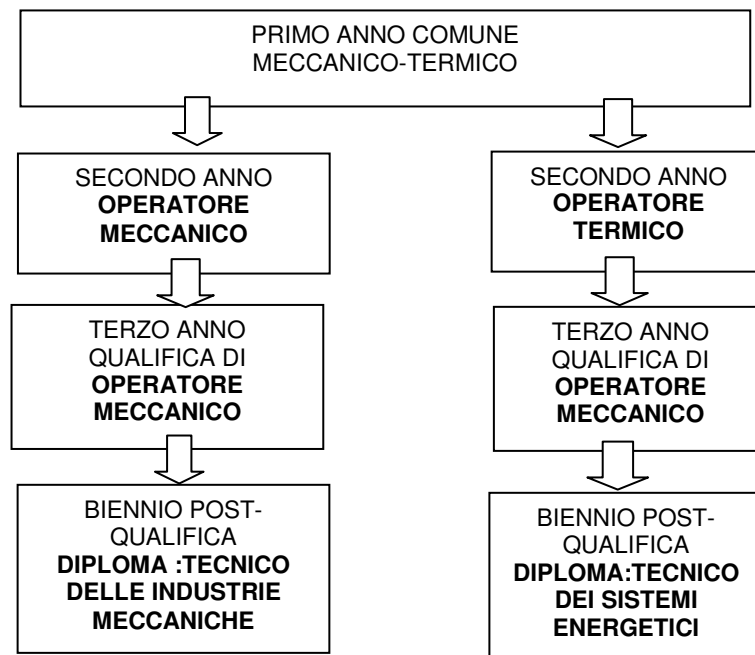 PRIMO ANNO COMUNE
MECCANICO-TERMICO
SECONDO ANNO
OPERATORE
MECCANICO
SECONDO ANNO
OPERATORE
TERMICO
TERZO ANNO
QUALIFICA DI
OPERATORE
MECCANICO
TERZO ANNO
QUALIFICA DI
OPERATORE
MECCANICO
BIENNIO POST-
QUALIFICA
DIPLOMA :TECNICO
DELLE INDUSTRIE
MECCANICHE
BIENNIO POST-
QUALIFICA
DIPLOMA:TECNICO
DEI SISTEMI
ENERGETICI